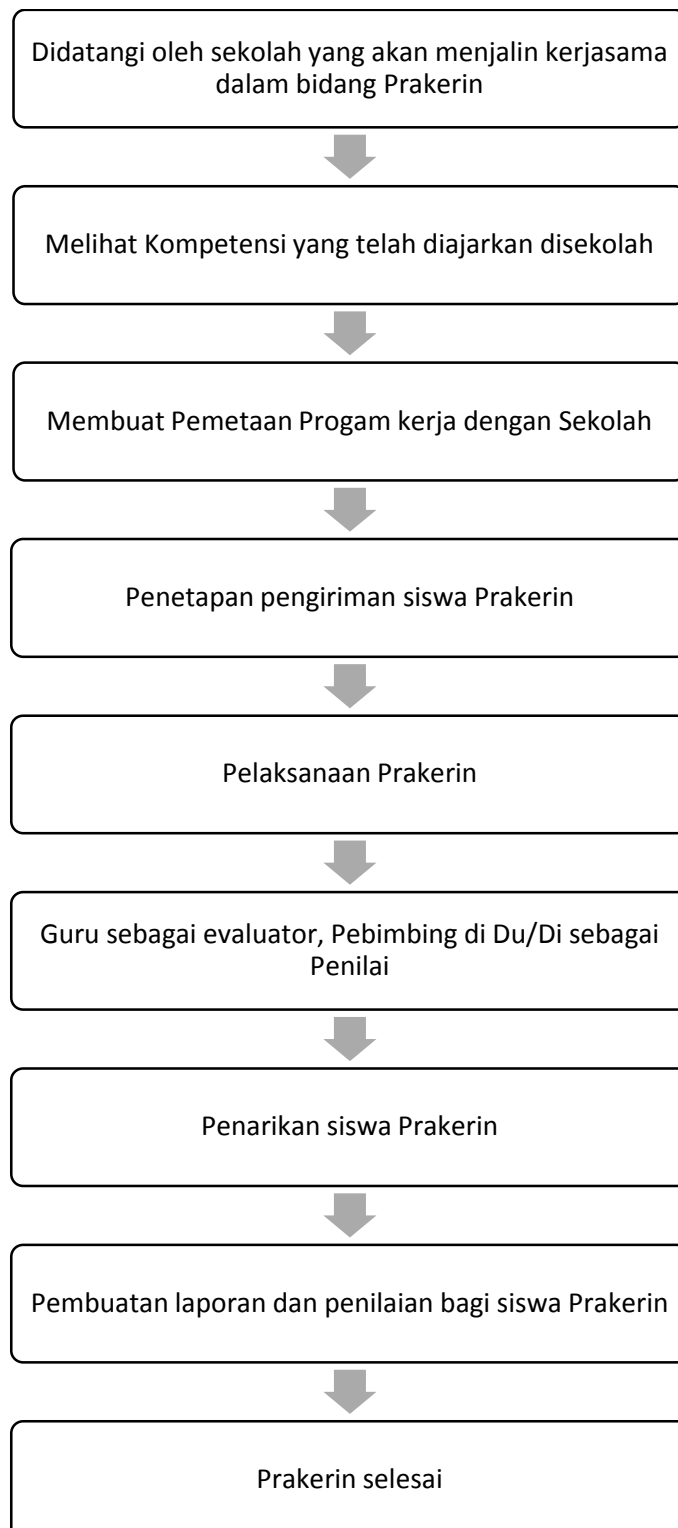 Didatangi oleh sekolah yang akan menjalin kerjasama
dalam bidang Prakerin
Melihat Kompetensi yang telah diajarkan disekolah
Membuat Pemetaan Progam kerja dengan Sekolah
Penetapan pengiriman siswa Prakerin
Pelaksanaan Prakerin
Guru sebagai evaluator, Pebimbing di Du/Di sebagai
Penilai
Penarikan siswa Prakerin
Pembuatan laporan dan penilaian bagi siswa Prakerin
Prakerin selesai